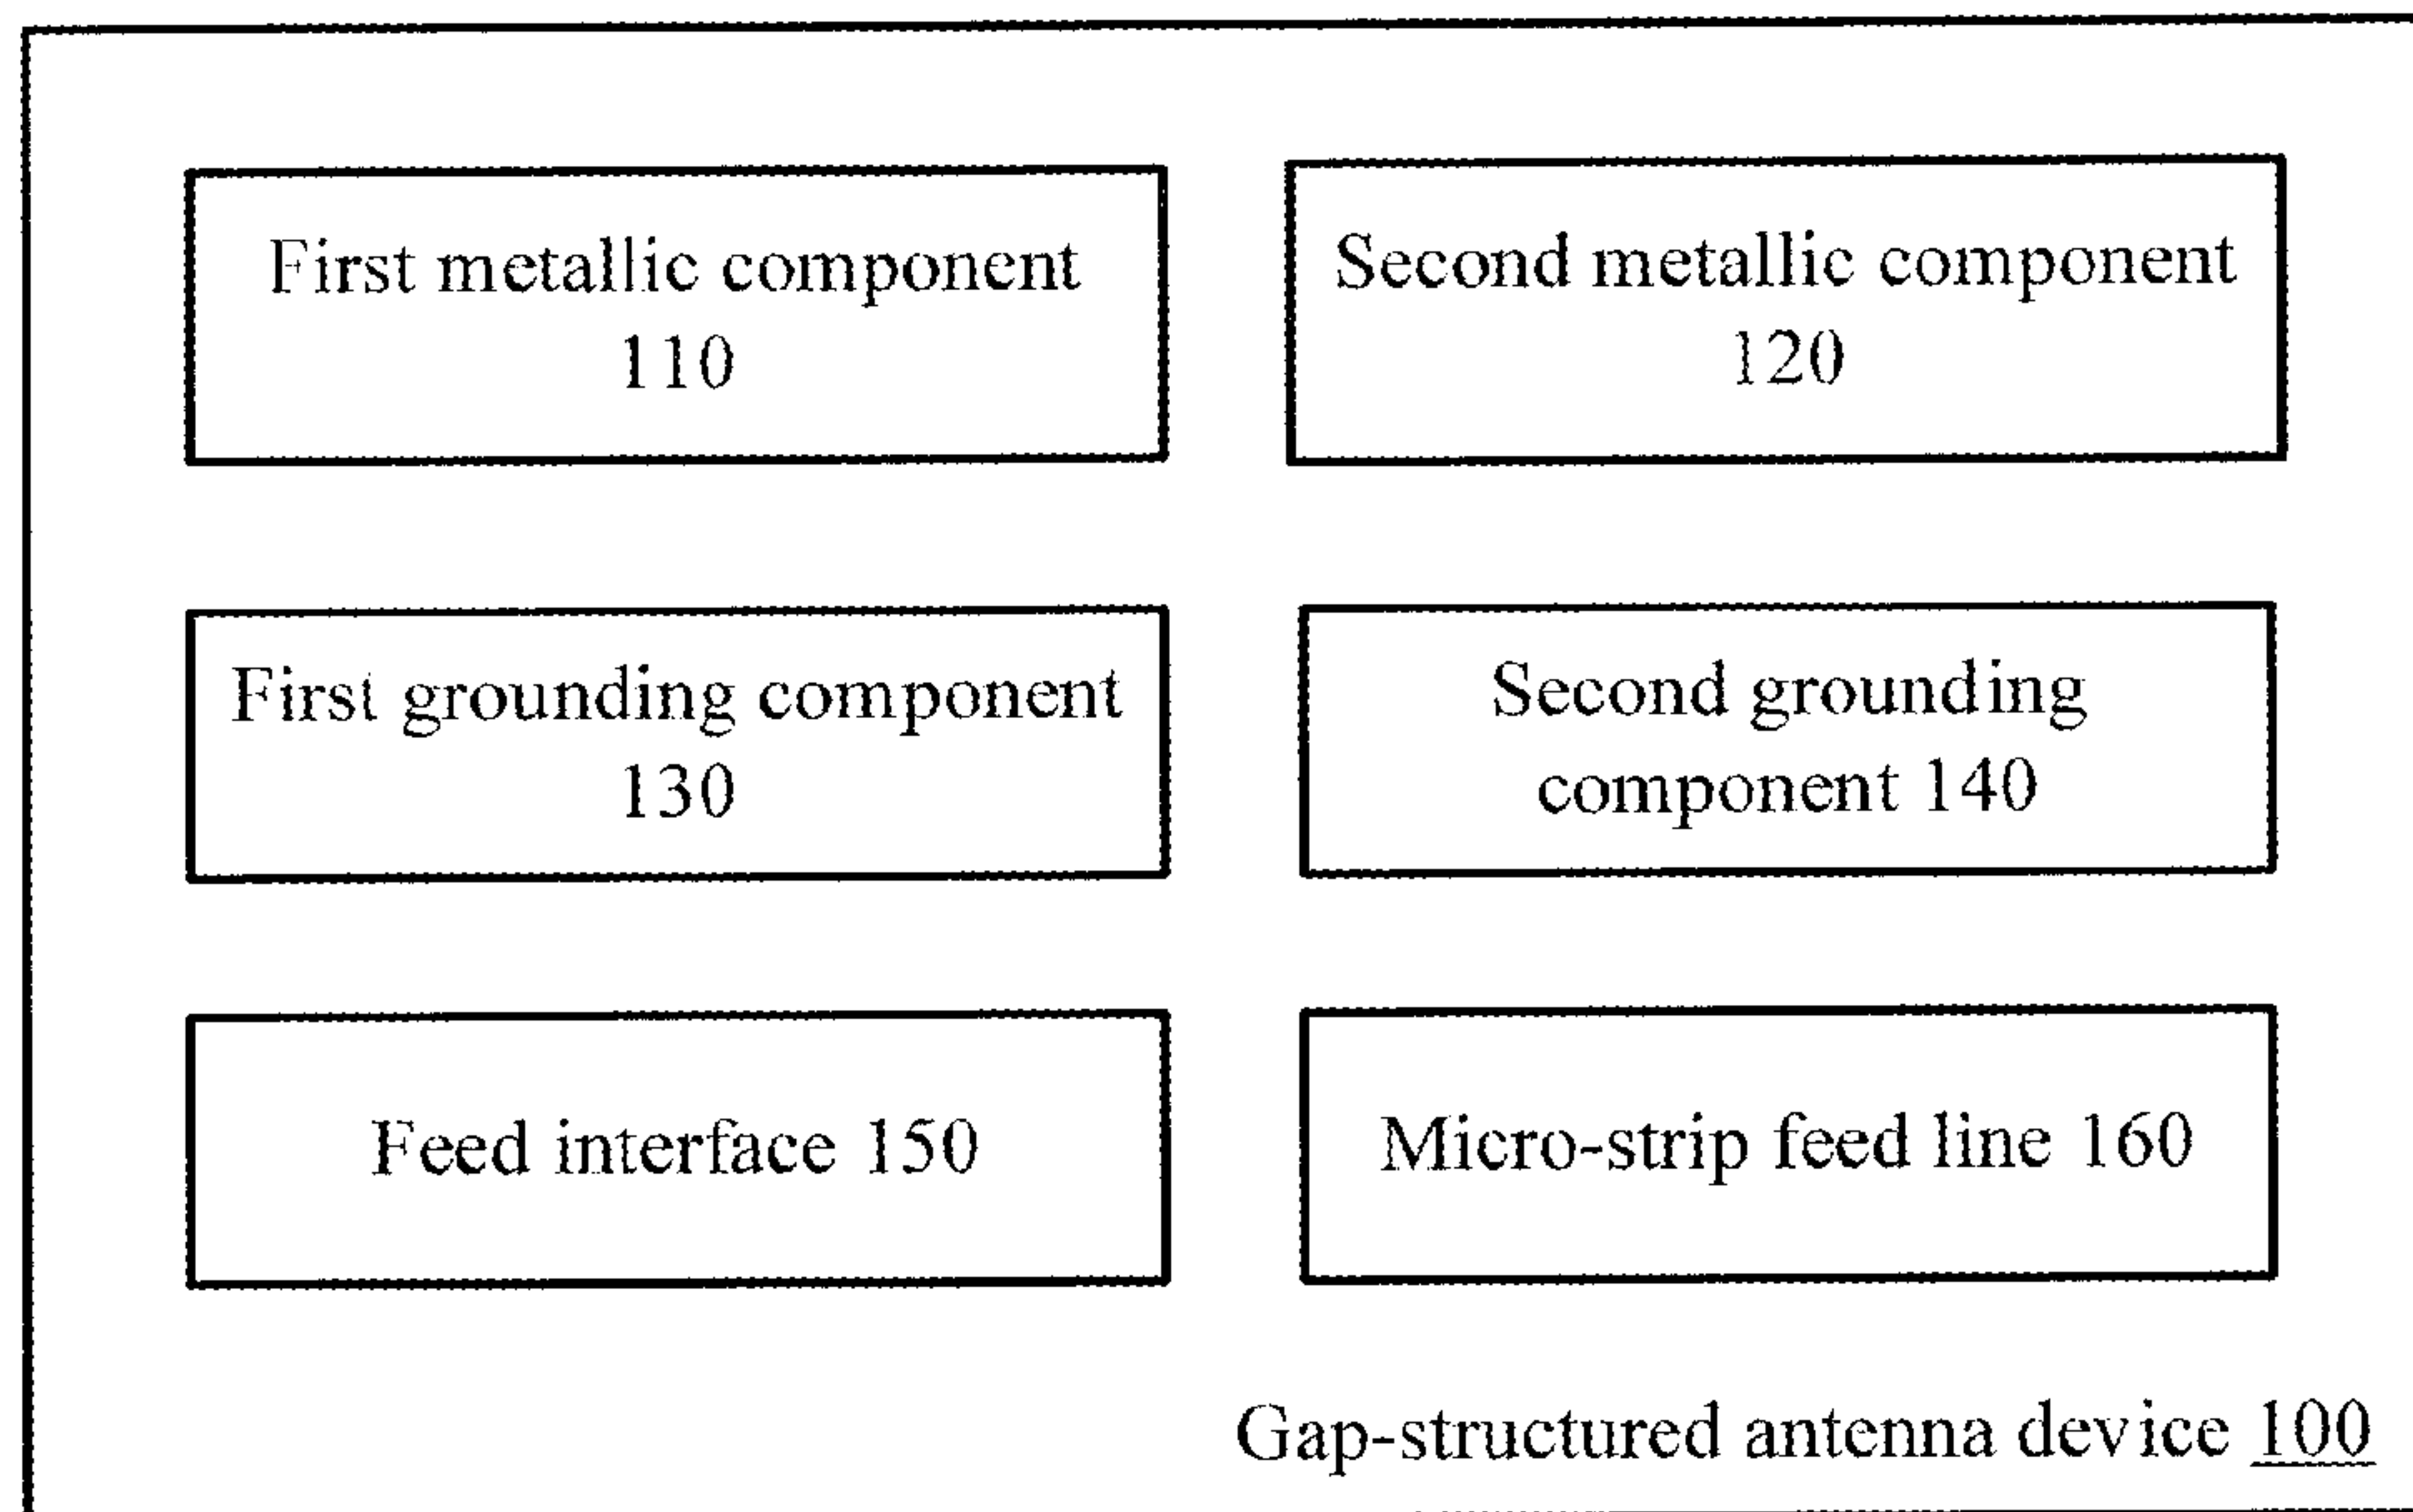 First metallic component
110
Second metallic component
120
First grounding component
130
Second grounding
component 140
Feed interface 150
Micro-strip feed line 160
Gap-structured antenna device 100